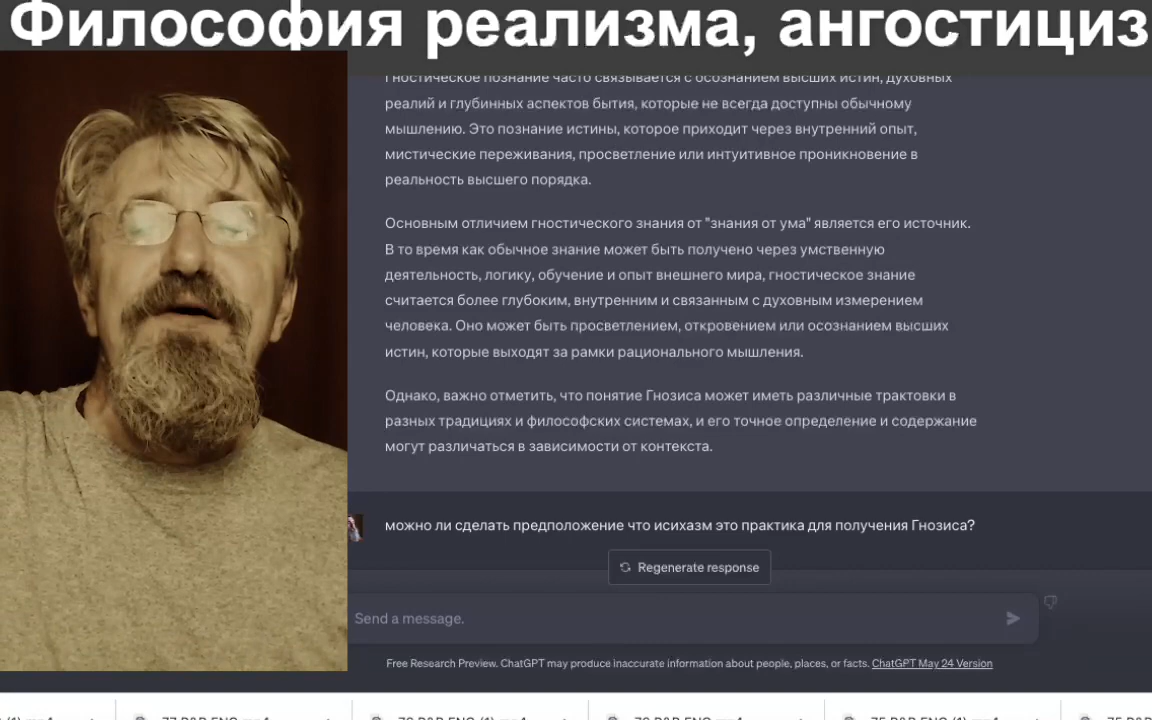 Философия реализма, ангостициз
Гностическое познание часто связывается с осознанием высших истин, духовных
реалий и глубинных аспектов бытия, которые не всегда доступны обычному
мышлению. Это познание истины, которое приходит через внутренний опыт,
мистические переживания, просветление или интуитивное проникновение в
реальность высшего порядка.
Основным отличием гностического знания от "знания от ума" является его источник.
В то время как обычное знание может быть получено через умственную
деятельность, логику, обучение и опыт внешнего мира, гностическое знание
считается более глубоким, внутренним и связанным с духовным измерением
человека. Оно может быть просветлением, откровением или осознанием высших
истин, которые выходят за рамки рационального мышления.
Однако, важно отметить, что понятие Гнозиса может иметь различные трактовки в
разных традициях и философских системах, и его точное определение и содержание
могут различаться в зависимости от контекста.
можно ли сделать предположение что исихазм это практика для получения Гнозиса?
Regenerate response
Send a message.
Free Research Preview. ChatGPT may produce inaccurate information about people, places, or facts. ChatGPT May 24 Version